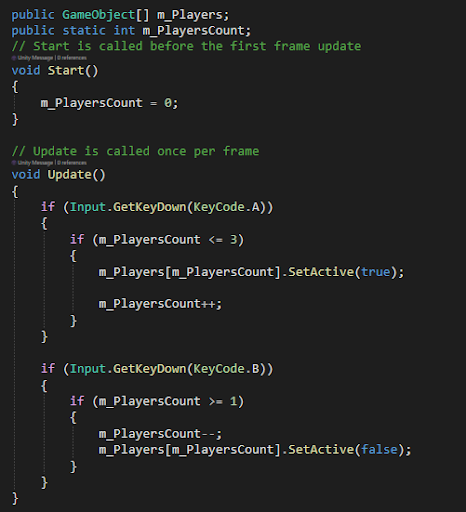 public GameObject[] m_Players;
public static int m_PlayersCount;
// Start is called before the first frame update
Unity Message | 0 references
void Start()
{
m_PlayersCount = 0;
}
// Update is called once per frame
Unity Message | 0 references
void Update()
{
if (Input.GetKeyDown(KeyCode.A))
{
if (m_PlayersCount <= 3)
{
m_Players[m_PlayersCount].SetActive(true);
m_PlayersCount++;
}
}
if (Input.GetKeyDown(KeyCode.B))
{
if (m_PlayersCount >= 1)
{
m_PlayersCount--;
m_Players[m_PlayersCount].SetActive(false);
}
}
}